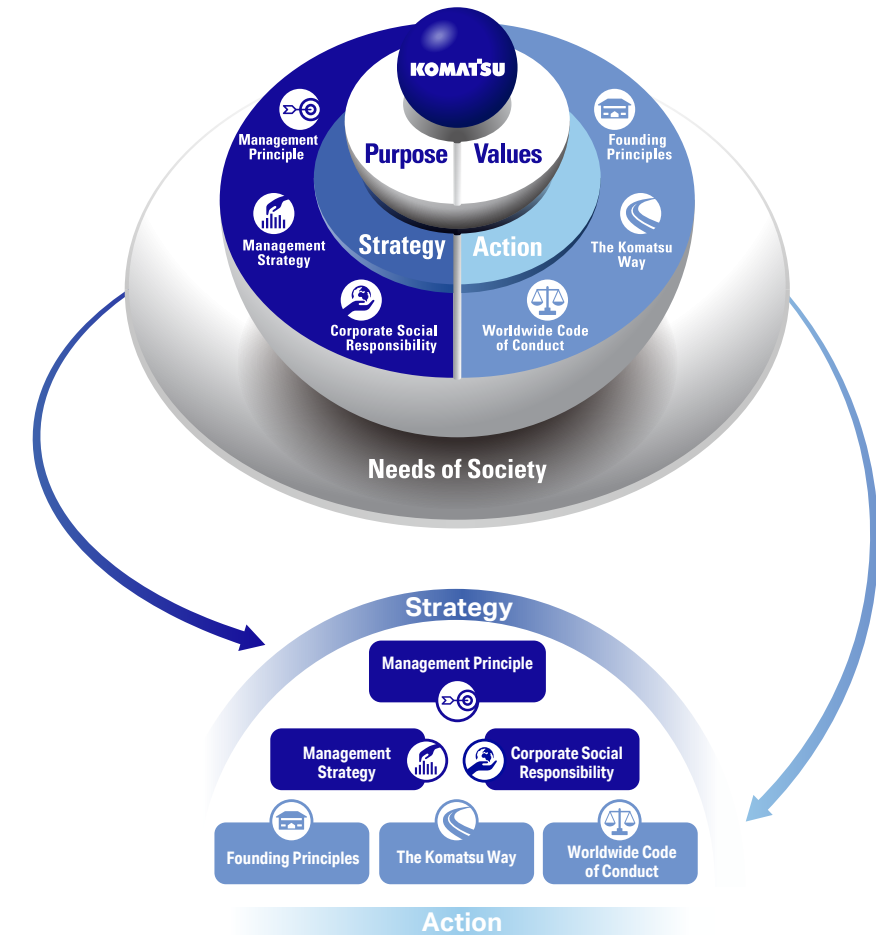 KOMATSU
Purpose
Values
Strategy
Action
Management
Principle
Management
Strategy
Corporate Social
Responsibility
Founding
Principles
The Komatsu
Way
Worldwide Code
of Conduct
Needs of Society
Strategy
Management Principle
Management
Strategy
Corporate Social
Responsibility
Founding Principles
The Komatsu Way
Worldwide Code
of Conduct
Action